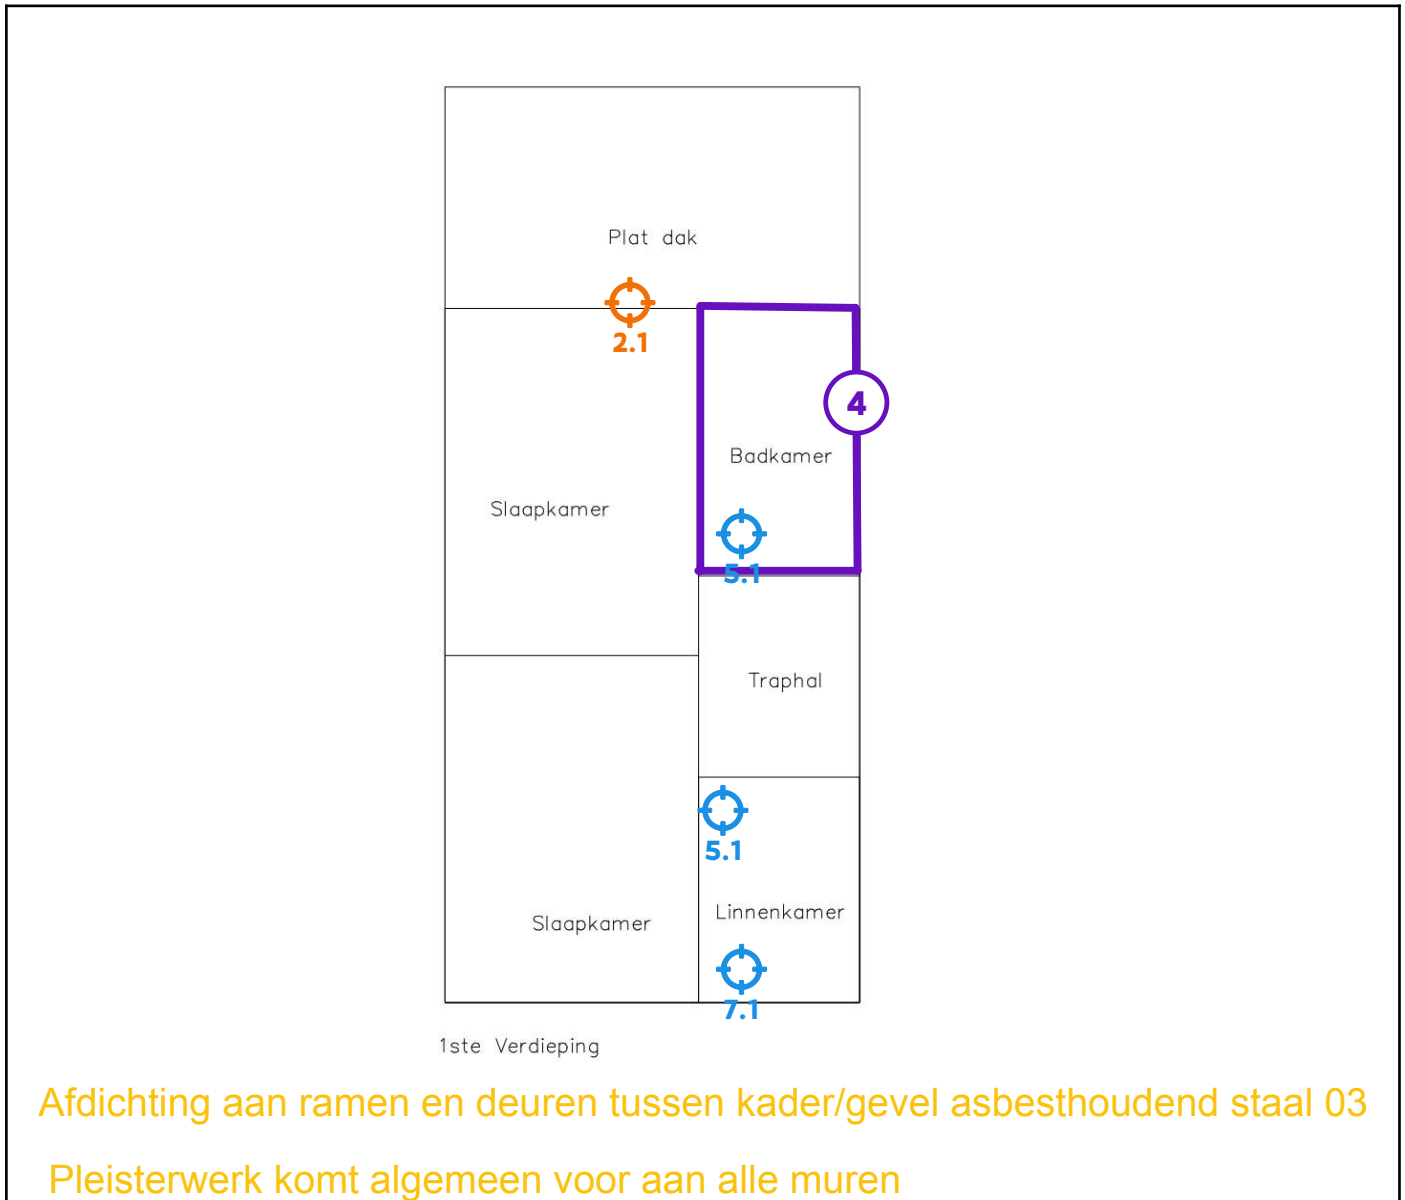 Plat dak
2.1
4
Badkamer
Slaapkamer
5.1
Traphal
5.1
Linnenkamer
Slaapkamer
7.1
1ste Verdieping
Afdichting aan ramen en deuren tussen kader/gevel asbesthoudend staal 03
Pleisterwerk komt algemeen voor aan alle muren